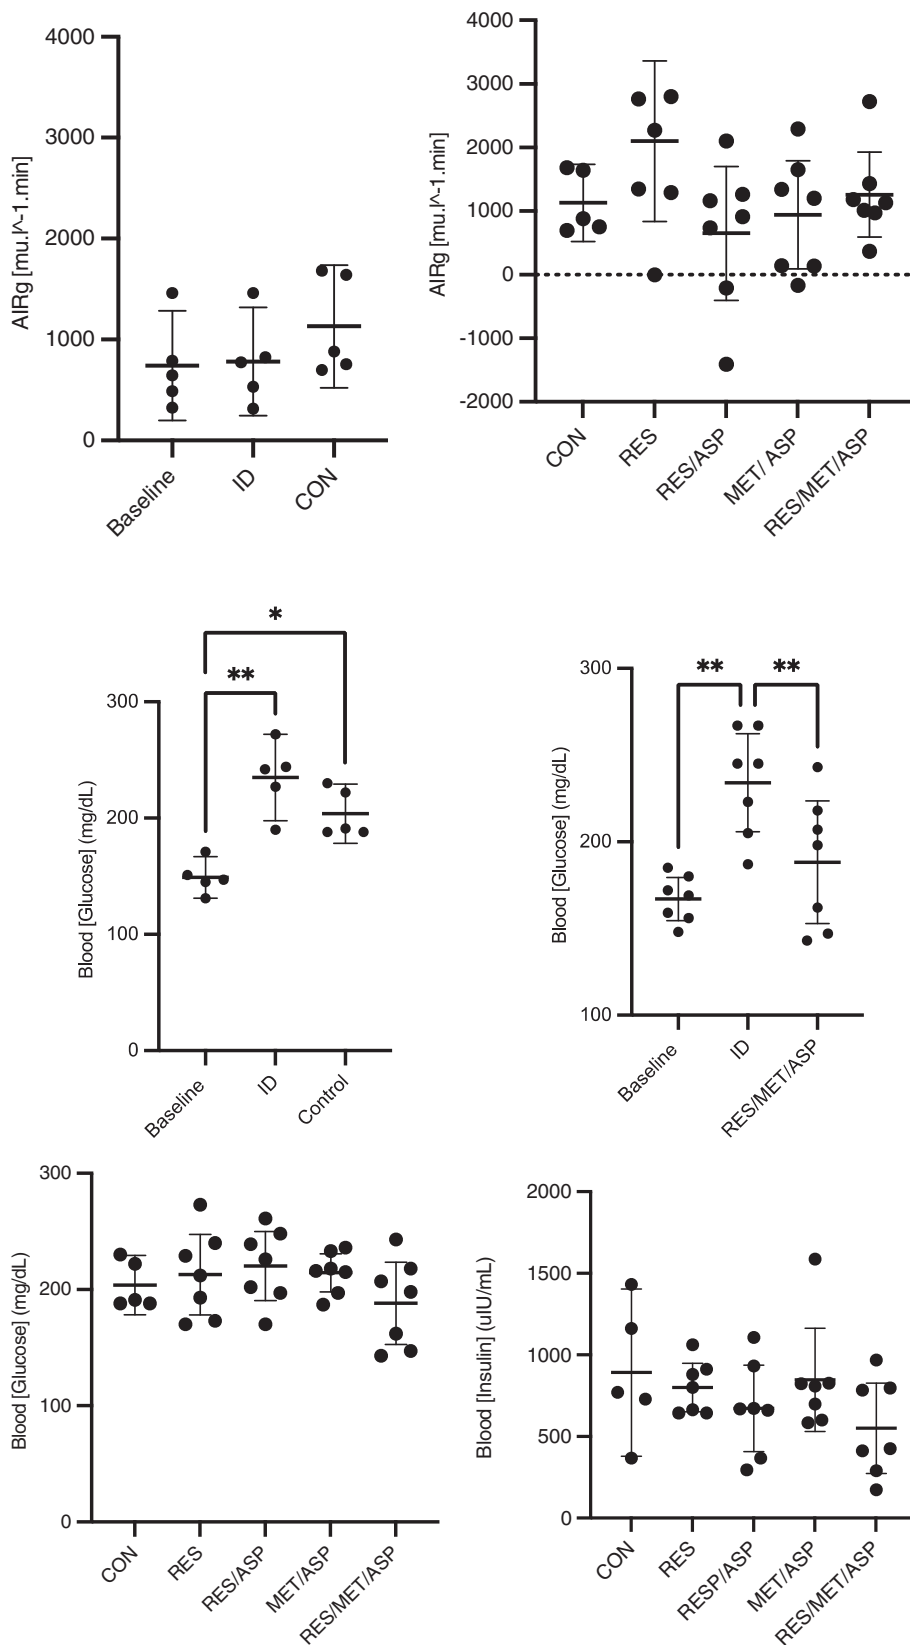 AIRg [mu.l^-1.min]
4000
3000
2000
1000
0
Baseline
ID
CON
AIRg [mu.l^-1.min]
4000
3000
2000
1000
0
-1000
-2000
CON
RES
RES/ASP
MET/ ASP
RES/MET/ASP
*
**
Blood [Glucose] (mg/dL)
300
200
100
0
Baseline
ID
Control
**
**
Blood [Glucose] (mg/dL)
300
200
100
Baseline
ID
RES/MET/ASP
Blood [Glucose] (mg/dL)
300
200
100
0
CON
RES
RES/ASP
MET/ASP
RES/MET/ASP
Blood [Insulin] (uIU/mL)
2000
1500
1000
500
0
CON
RES
RESP/ASP
MET/ASP
RES/MET/ASP